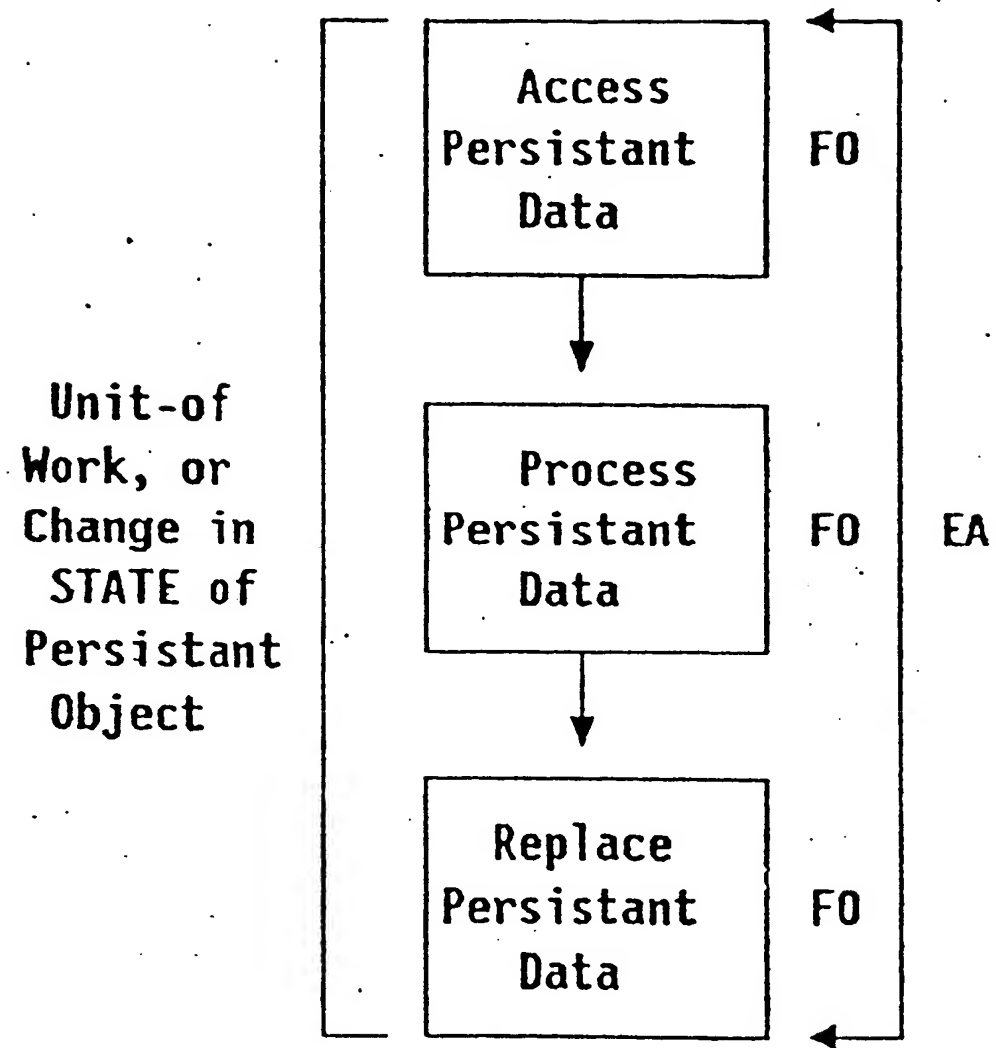 Access
Persistant
Data
FO
Unit-of
Work, or
Change in
STATE of
Persistant
Object
Process
Persistant
Data
FO
EA
Replace
Persistant
Data
FO